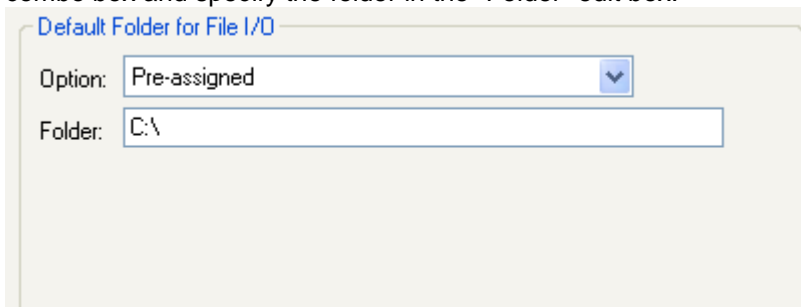 combo box and specify the folder in the "Folder" edit box.
Default Folder for File I/O
Option: Pre-assigned
Folder: C:\